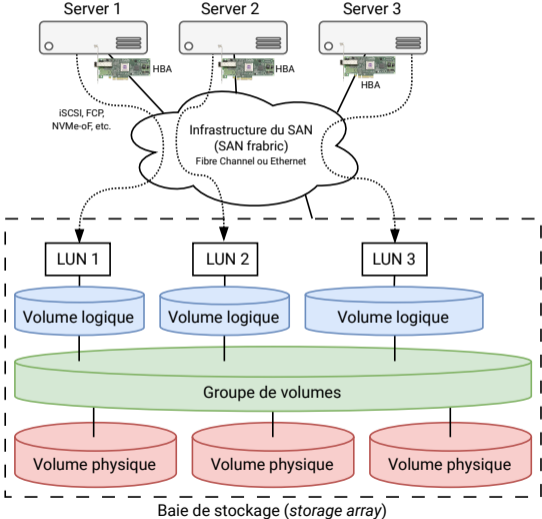 Server 1
Server 2
Server 3
HBA
HBA
HBA
iSCSI, FCP,
NVMe-oF, etc.
Infrastructure du SAN
(SAN frabric)
Fibre Channel ou Ethernet
LUN 1
LUN 2
LUN 3
Volume logique
Volume logique
Volume logique
Groupe de volumes
Volume physique
Volume physique
Volume physique
Baie de stockage (storage array)